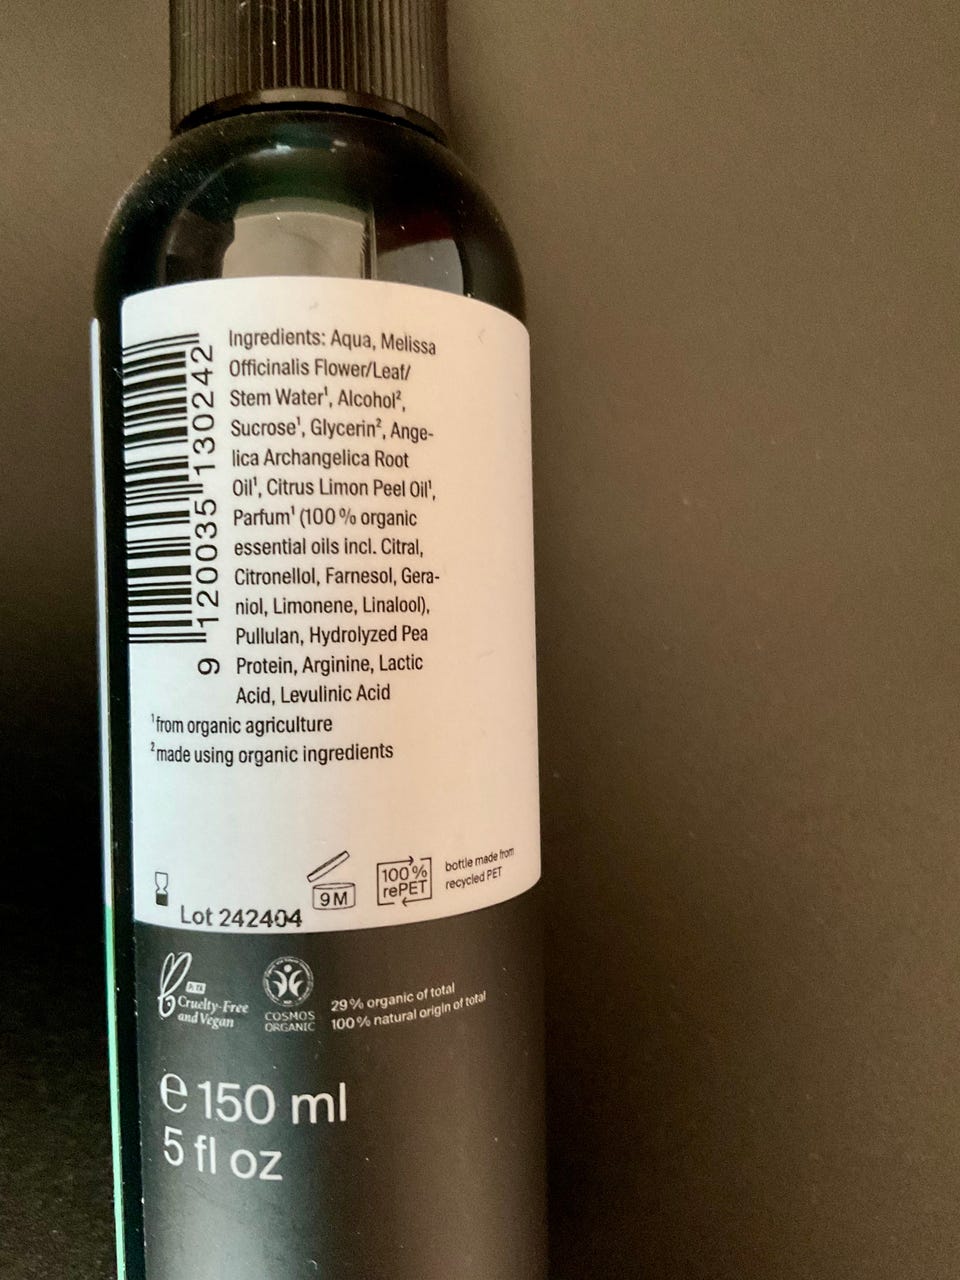 Ingredients: Aqua, Melissa
Officinalis Flower/Leaf/
Stem Water¹, Alcohol²,
Sucrose¹, Glycerin², Ange-
lica Archangelica Root
Oil¹, Citrus Limon Peel Oil¹,
Parfum¹ (100 % organic
essential oils incl. Citral,
Citronellol, Farnesol, Gera-
niol, Limonene, Linalool),
Pullulan, Hydrolyzed Pea
Protein, Arginine, Lactic
Acid, Levulinic Acid
¹from organic agriculture
²made using organic ingredients
9 120035 130242
Lot 242404
9 M
100 %
rePET
bottle made from
recycled PET
PETA
Cruelty-Free
and Vegan
COSMOS
ORGANIC
29 % organic of total
100 % natural origin of total
℮ 150 ml
5 fl oz